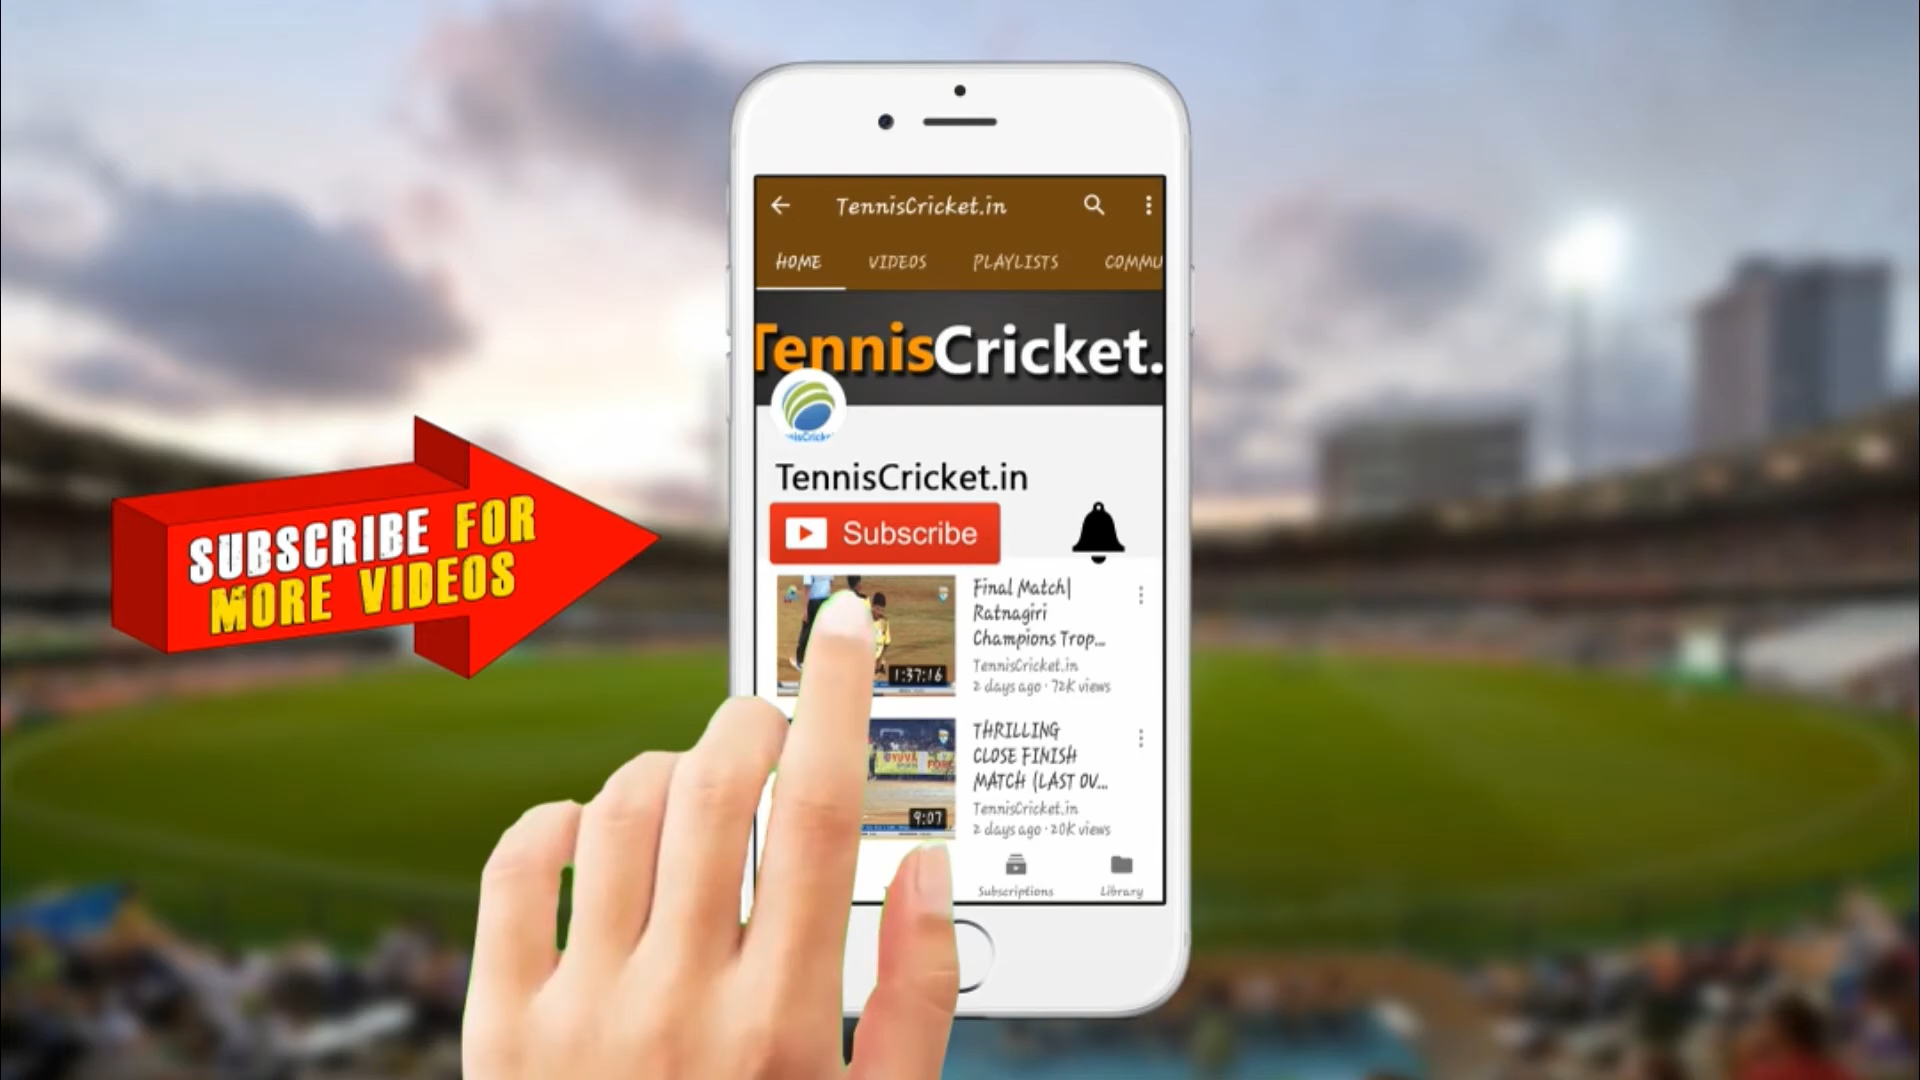 TennisCricket.in
HOME VIDEOS PLAYLISTS COMMU
TennisCricket.
TennisCricket.in
Subscribe
SUBSCRIBE FOR
MORE VIDEOS
Final Match|
Ratnagiri
Champions Trop...
TennisCricket.in
2 days ago · 72K views
1:37:16
THRILLING
CLOSE FINISH
MATCH (LAST OV...
TennisCricket.in
2 days ago · 20K views
9:07
Subscriptions Library